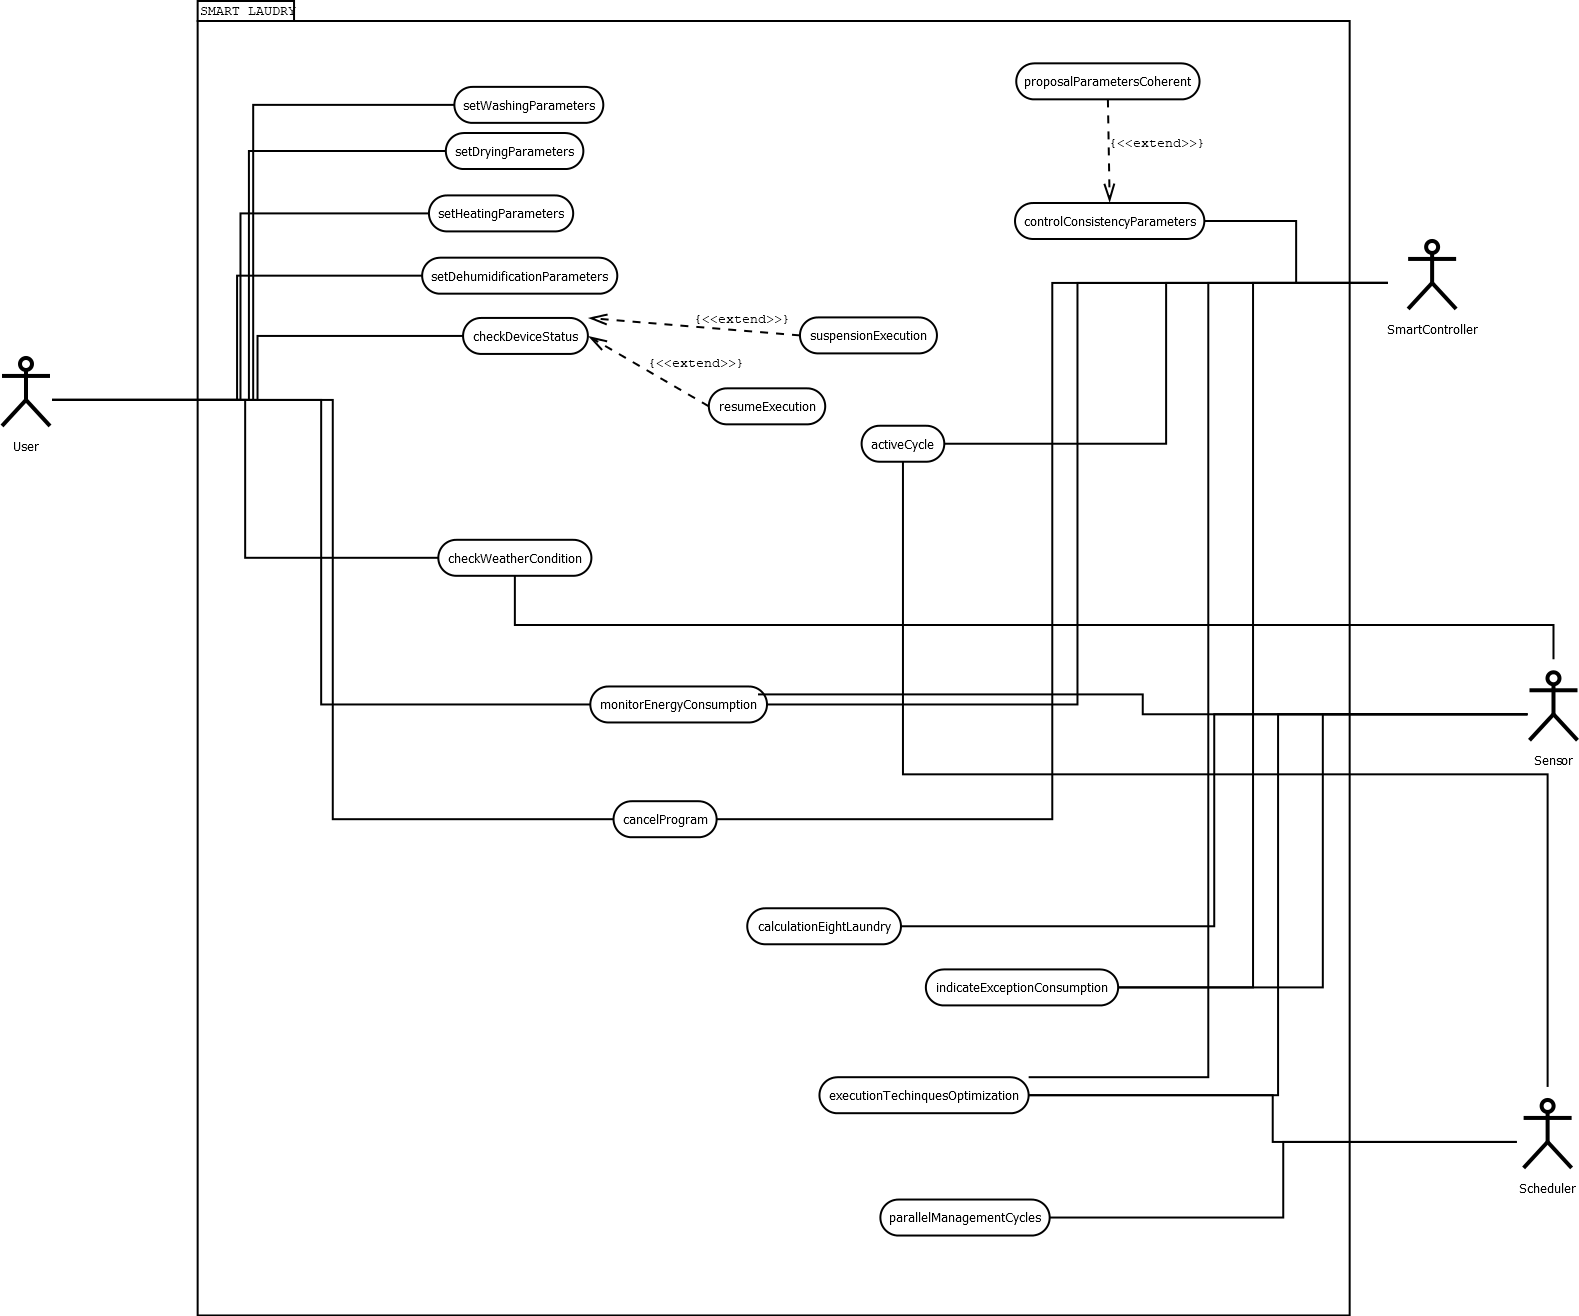 SMART LAUDRY
proposalParametersCoherent
setWashingParameters
{<<extend>>}
setDryingParameters
setHeatingParameters
controlConsistencyParameters
setDehumidificationParameters
{<<extend>>}
SmartController
checkDeviceStatus
suspensionExecution
{<<extend>>}
resumeExecution
User
activeCycle
checkWeatherCondition
monitorEnergyConsumption
Sensor
cancelProgram
calculationEightLaundry
indicateExceptionConsumption
executionTechinquesOptimization
Scheduler
parallelManagementCycles